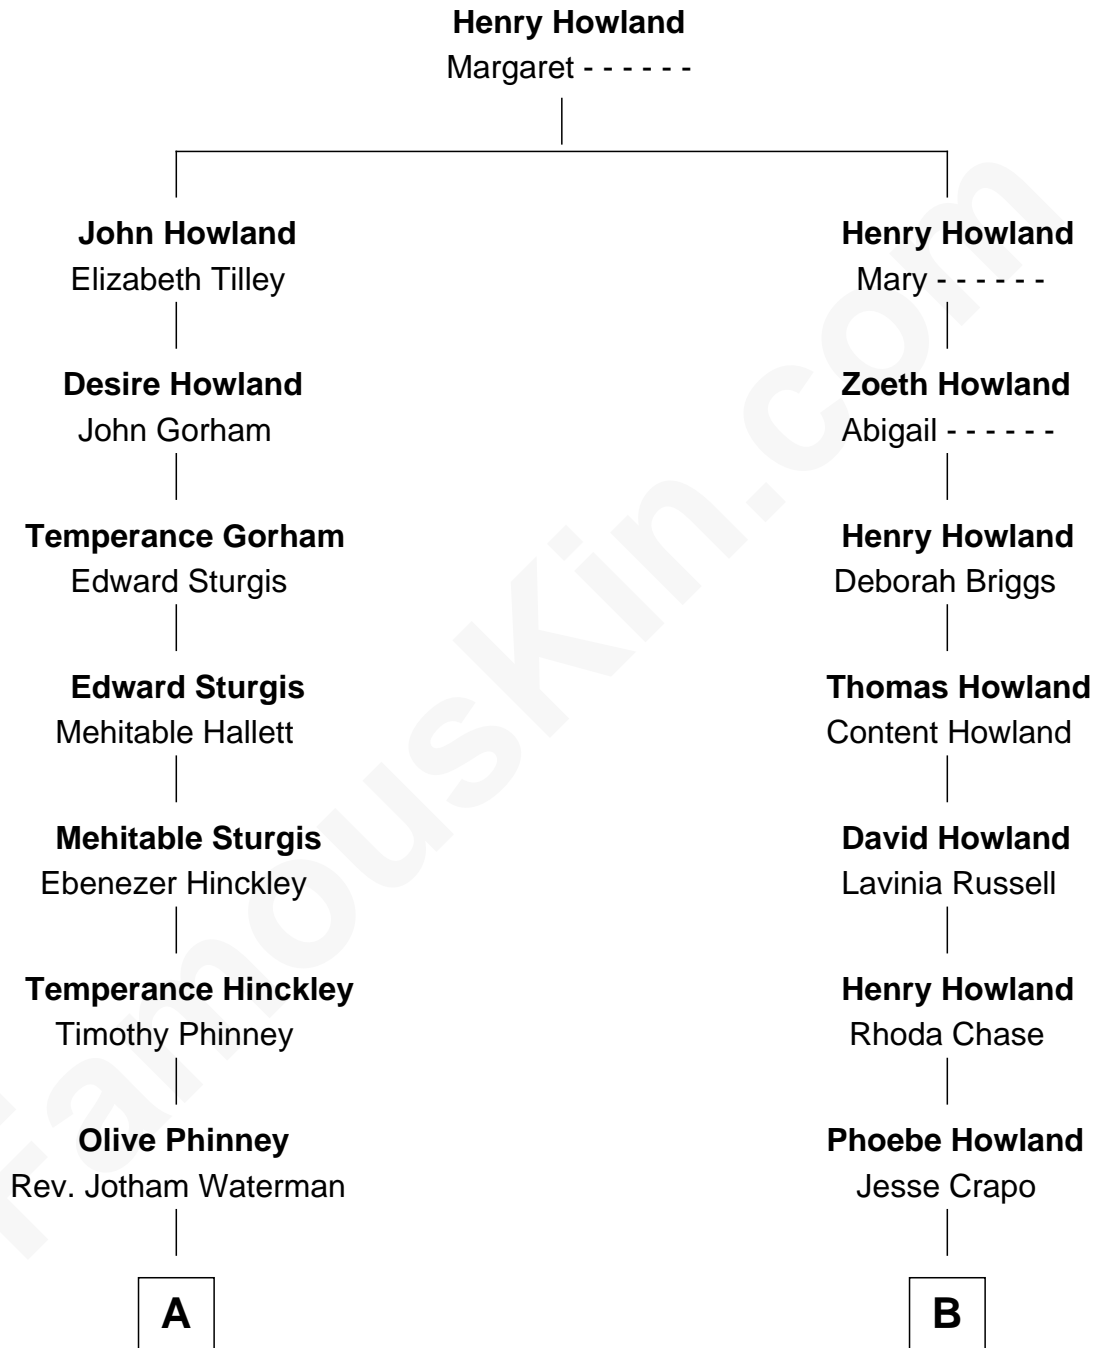 Henry Howland
Margaret - - - - - -
John Howland
Elizabeth Tilley
Desire Howland
John Gorham
Temperance Gorham
Edward Sturgis
Edward Sturgis
Mehitable Hallett
Mehitable Sturgis
Ebenezer Hinckley
Temperance Hinckley
Timothy Phinney
Olive Phinney
Rev. Jotham Waterman
A
Henry Howland
Mary - - - - - -
Zoeth Howland
Abigail - - - - - -
Henry Howland
Deborah Briggs
Thomas Howland
Content Howland
David Howland
Lavinia Russell
Henry Howland
Rhoda Chase
Phoebe Howland
Jesse Crapo
B
FamousKin.com